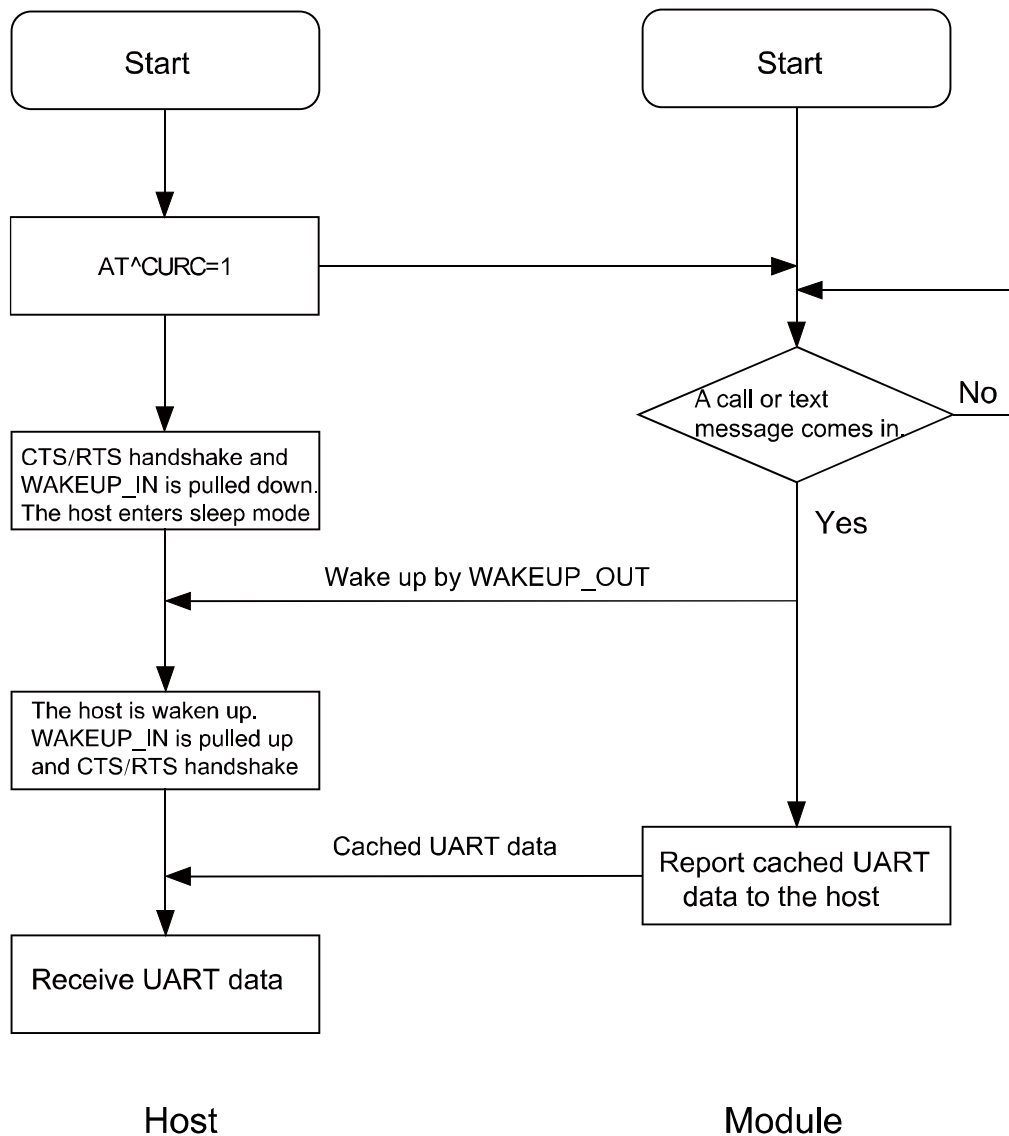 Start
Start
AT^CURC=1
A call or text
message comes in.
No
CTS/RTS handshake and
WAKEUP_IN is pulled down.
The host enters sleep mode
Yes
Wake up by WAKEUP_OUT
The host is waken up.
WAKEUP_IN is pulled up
and CTS/RTS handshake
Cached UART data
Report cached UART
data to the host
Receive UART data
Host
Module